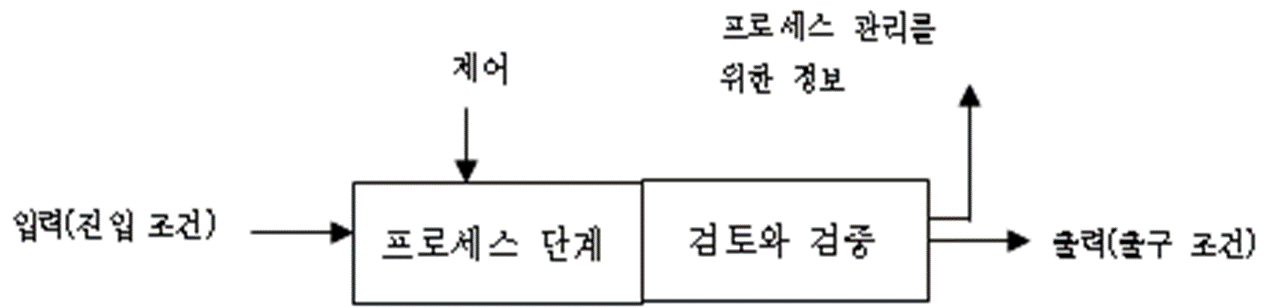 프로세스 관리를
위한 정보
제어
입력(진입 조건)
프로세스 단계
검토와 검증
출력(출구 조건)